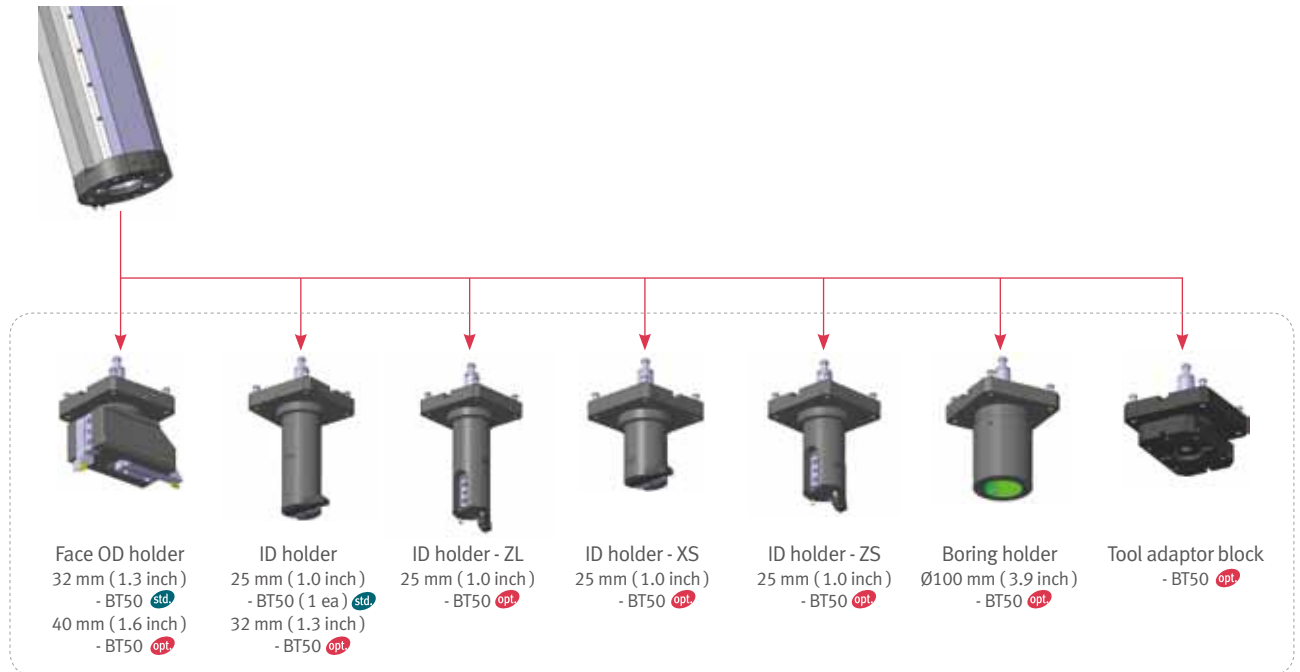 Face OD holder
32 mm ( 1.3 inch )
- BT50 std.
40 mm ( 1.6 inch )
- BT50 opt.
ID holder
25 mm ( 1.0 inch )
- BT50 ( 1 ea ) std.
32 mm ( 1.3 inch )
- BT50 opt.
ID holder - ZL
25 mm ( 1.0 inch )
- BT50 opt.
ID holder - XS
25 mm ( 1.0 inch )
- BT50 opt.
ID holder - ZS
25 mm ( 1.0 inch )
- BT50 opt.
Boring holder
Ø100 mm ( 3.9 inch )
- BT50 opt.
Tool adaptor block
- BT50 opt.